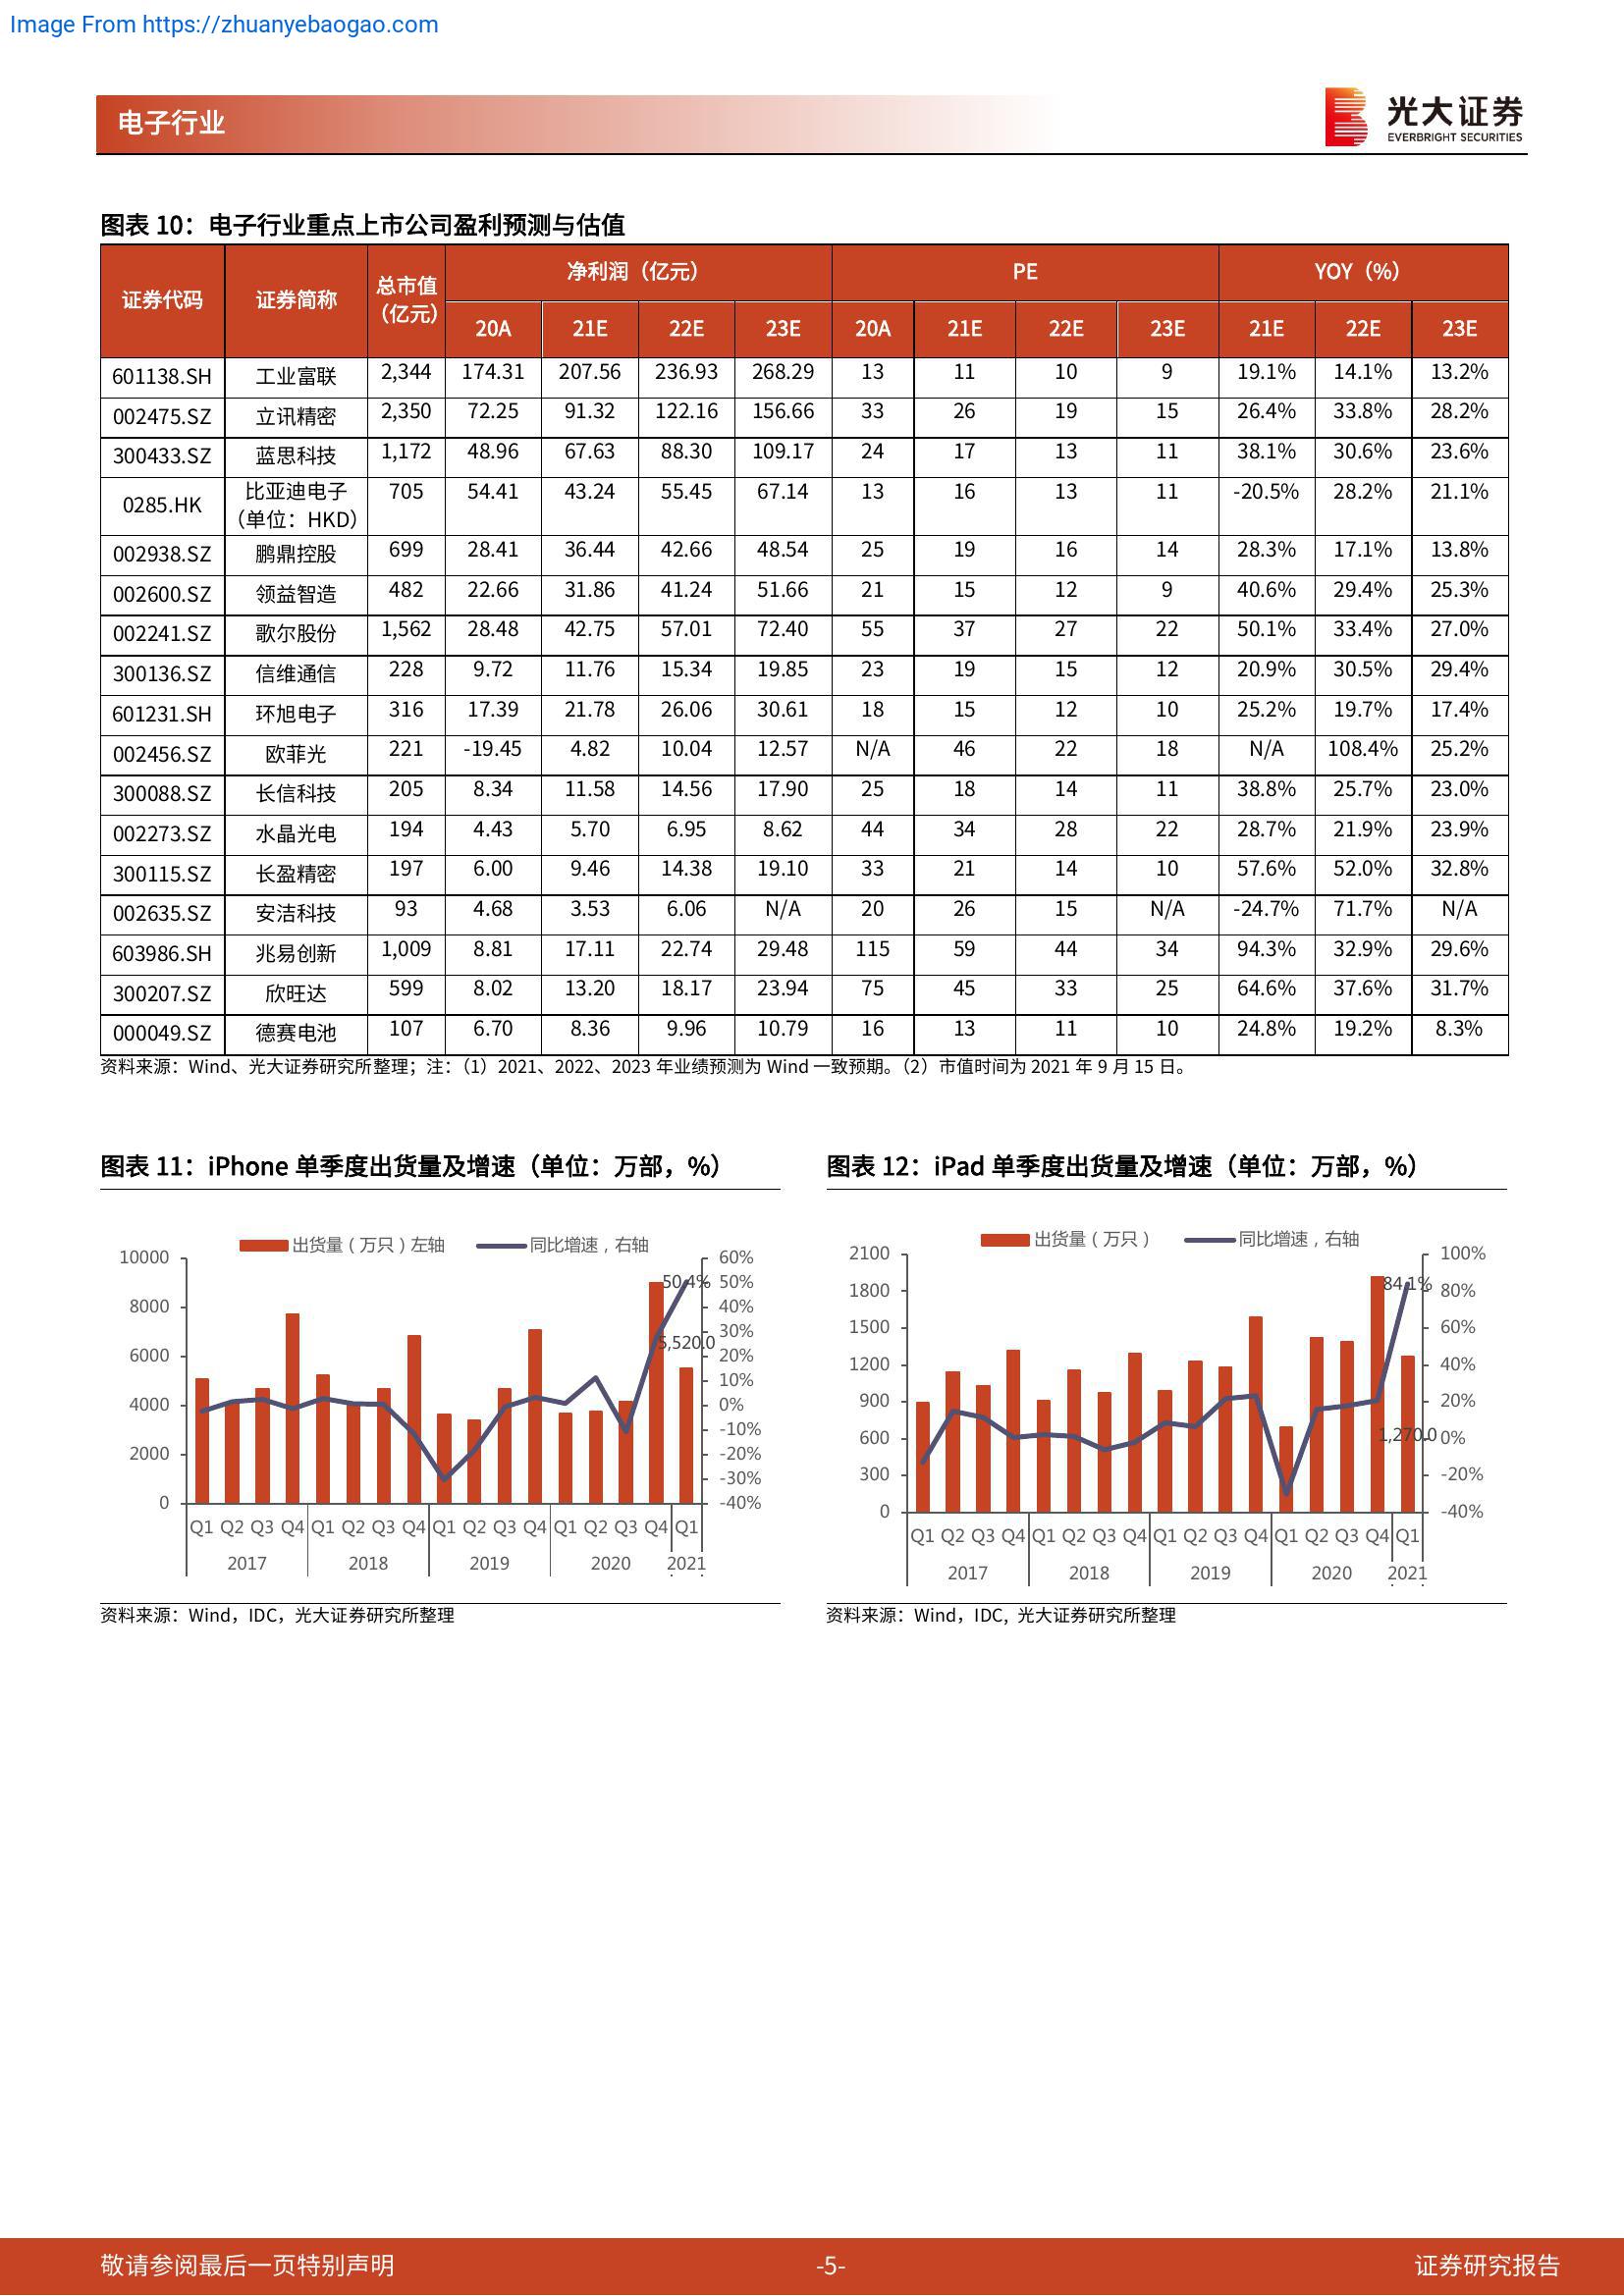 Image From https://zhuanyebaogao.com
电子行业
光大证券
EVERBRIGHT SECURITIES
图表 10：电子行业重点上市公司盈利预测与估值
证券代码 证券简称 总市值（亿元） 净利润（亿元） PE YOY（%）
20A 21E 22E 23E 20A 21E 22E 23E 21E 22E 23E
601138.SH 工业富联 2,344 174.31 207.56 236.93 268.29 13 11 10 9 19.1% 14.1% 13.2%
002475.SZ 立讯精密 2,350 72.25 91.32 122.16 156.66 33 26 19 15 26.4% 33.8% 28.2%
300433.SZ 蓝思科技 1,172 48.96 67.63 88.30 109.17 24 17 13 11 38.1% 30.6% 23.6%
0285.HK 比亚迪电子（单位：HKD） 705 54.41 43.24 55.45 67.14 13 16 13 11 -20.5% 28.2% 21.1%
002938.SZ 鹏鼎控股 699 28.41 36.44 42.66 48.54 25 19 16 14 28.3% 17.1% 13.8%
002600.SZ 领益智造 482 22.66 31.86 41.24 51.66 21 15 12 9 40.6% 29.4% 25.3%
002241.SZ 歌尔股份 1,562 28.48 42.75 57.01 72.40 55 37 27 22 50.1% 33.4% 27.0%
300136.SZ 信维通信 228 9.72 11.76 15.34 19.85 23 19 15 12 20.9% 30.5% 29.4%
601231.SH 环旭电子 316 17.39 21.78 26.06 30.61 18 15 12 10 25.2% 19.7% 17.4%
002456.SZ 欧菲光 221 -19.45 4.82 10.04 12.57 N/A 46 22 18 N/A 108.4% 25.2%
300088.SZ 长信科技 205 8.34 11.58 14.56 17.90 25 18 14 11 38.8% 25.7% 23.0%
002273.SZ 水晶光电 194 4.43 5.70 6.95 8.62 44 34 28 22 28.7% 21.9% 23.9%
300115.SZ 长盈精密 197 6.00 9.46 14.38 19.10 33 21 14 10 57.6% 52.0% 32.8%
002635.SZ 安洁科技 93 4.68 3.53 6.06 N/A 20 26 15 N/A -24.7% 71.7% N/A
603986.SH 兆易创新 1,009 8.81 17.11 22.74 29.48 115 59 44 34 94.3% 32.9% 29.6%
300207.SZ 欣旺达 599 8.02 13.20 18.17 23.94 75 45 33 25 64.6% 37.6% 31.7%
000049.SZ 德赛电池 107 6.70 8.36 9.96 10.79 16 13 11 10 24.8% 19.2% 8.3%
资料来源：Wind、光大证券研究所整理；注：（1）2021、2022、2023 年业绩预测为 Wind 一致预期。（2）市值时间为 2021 年 9 月 15 日。
图表 11：iPhone 单季度出货量及增速（单位：万部，%）
出货量（万只）左轴 同比增速，右轴
10000
8000
6000
4000
2000
0
60%
50%
40%
30%
20%
10%
0%
-10%
-20%
-30%
-40%
50.4%
5,520.0
Q1 Q2 Q3 Q4 Q1 Q2 Q3 Q4 Q1 Q2 Q3 Q4 Q1 Q2 Q3 Q4 Q1
2017 2018 2019 2020 2021
资料来源：Wind，IDC，光大证券研究所整理
图表 12：iPad 单季度出货量及增速（单位：万部，%）
出货量（万只） 同比增速，右轴
2100
1800
1500
1200
900
600
300
0
100%
80%
60%
40%
20%
0%
-20%
-40%
84.1%
1,270.0
Q1 Q2 Q3 Q4 Q1 Q2 Q3 Q4 Q1 Q2 Q3 Q4 Q1 Q2 Q3 Q4 Q1
2017 2018 2019 2020 2021
资料来源：Wind，IDC, 光大证券研究所整理
敬请参阅最后一页特别声明 -5- 证券研究报告